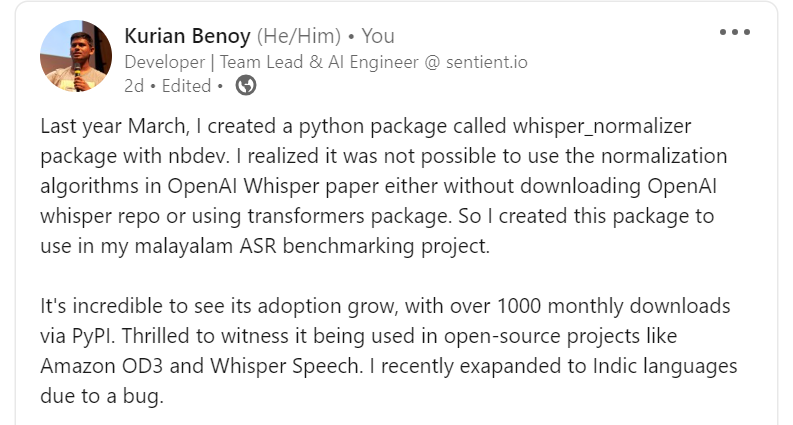 Kurian Benoy (He/Him) • You
Developer | Team Lead & AI Engineer @ sentient.io
2d • Edited •
Last year March, I created a python package called whisper_normalizer
package with nbdev. I realized it was not possible to use the normalization
algorithms in OpenAI Whisper paper either without downloading OpenAI
whisper repo or using transformers package. So I created this package to
use in my malayalam ASR benchmarking project.
It's incredible to see its adoption grow, with over 1000 monthly downloads
via PyPI. Thrilled to witness it being used in open-source projects like
Amazon OD3 and Whisper Speech. I recently exapanded to Indic languages
due to a bug.